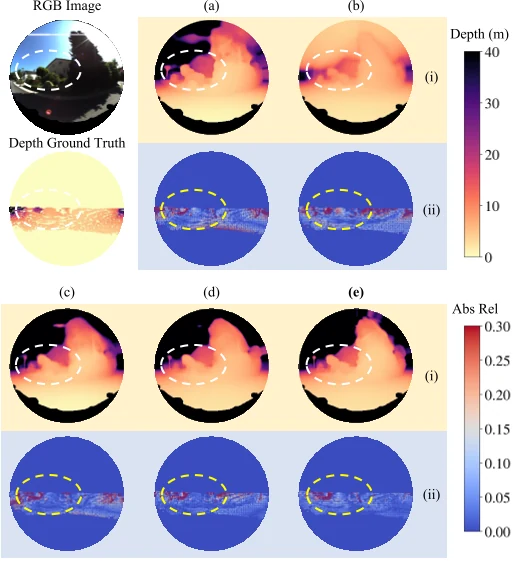 RGB Image
(a)
(b)
Depth (m)
40
30
20
10
0
(i)
Depth Ground Truth
(ii)
(c)
(d)
(e)
Abs Rel
0.30
0.25
0.20
0.15
0.10
0.05
0.00
(i)
(ii)